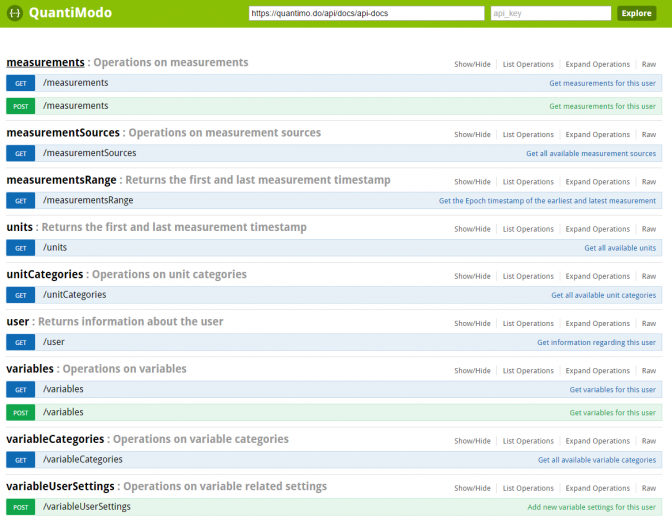 {···} QuantiModo https://quantimo.do/api/docs/api-docs api_key Explore
measurements : Operations on measurements Show/Hide List Operations Expand Operations Raw
GET /measurements Get measurements for this user
POST /measurements Get measurements for this user
measurementSources : Operations on measurement sources Show/Hide List Operations Expand Operations Raw
GET /measurementSources Get all available measurement sources
measurementsRange : Returns the first and last measurement timestamp Show/Hide List Operations Expand Operations Raw
GET /measurementsRange Get the Epoch timestamp of the earliest and latest measurement
units : Returns the first and last measurement timestamp Show/Hide List Operations Expand Operations Raw
GET /units Get all available units
unitCategories : Operations on unit categories Show/Hide List Operations Expand Operations Raw
GET /unitCategories Get all available unit categories
user : Returns information about the user Show/Hide List Operations Expand Operations Raw
GET /user Get information regarding this user
variables : Operations on variables Show/Hide List Operations Expand Operations Raw
GET /variables Get variables for this user
POST /variables Get variables for this user
variableCategories : Operations on variable categories Show/Hide List Operations Expand Operations Raw
GET /variableCategories Get all available variable categories
variableUserSettings : Operations on variable related settings Show/Hide List Operations Expand Operations Raw
POST /variableUserSettings Add new variable settings for this user